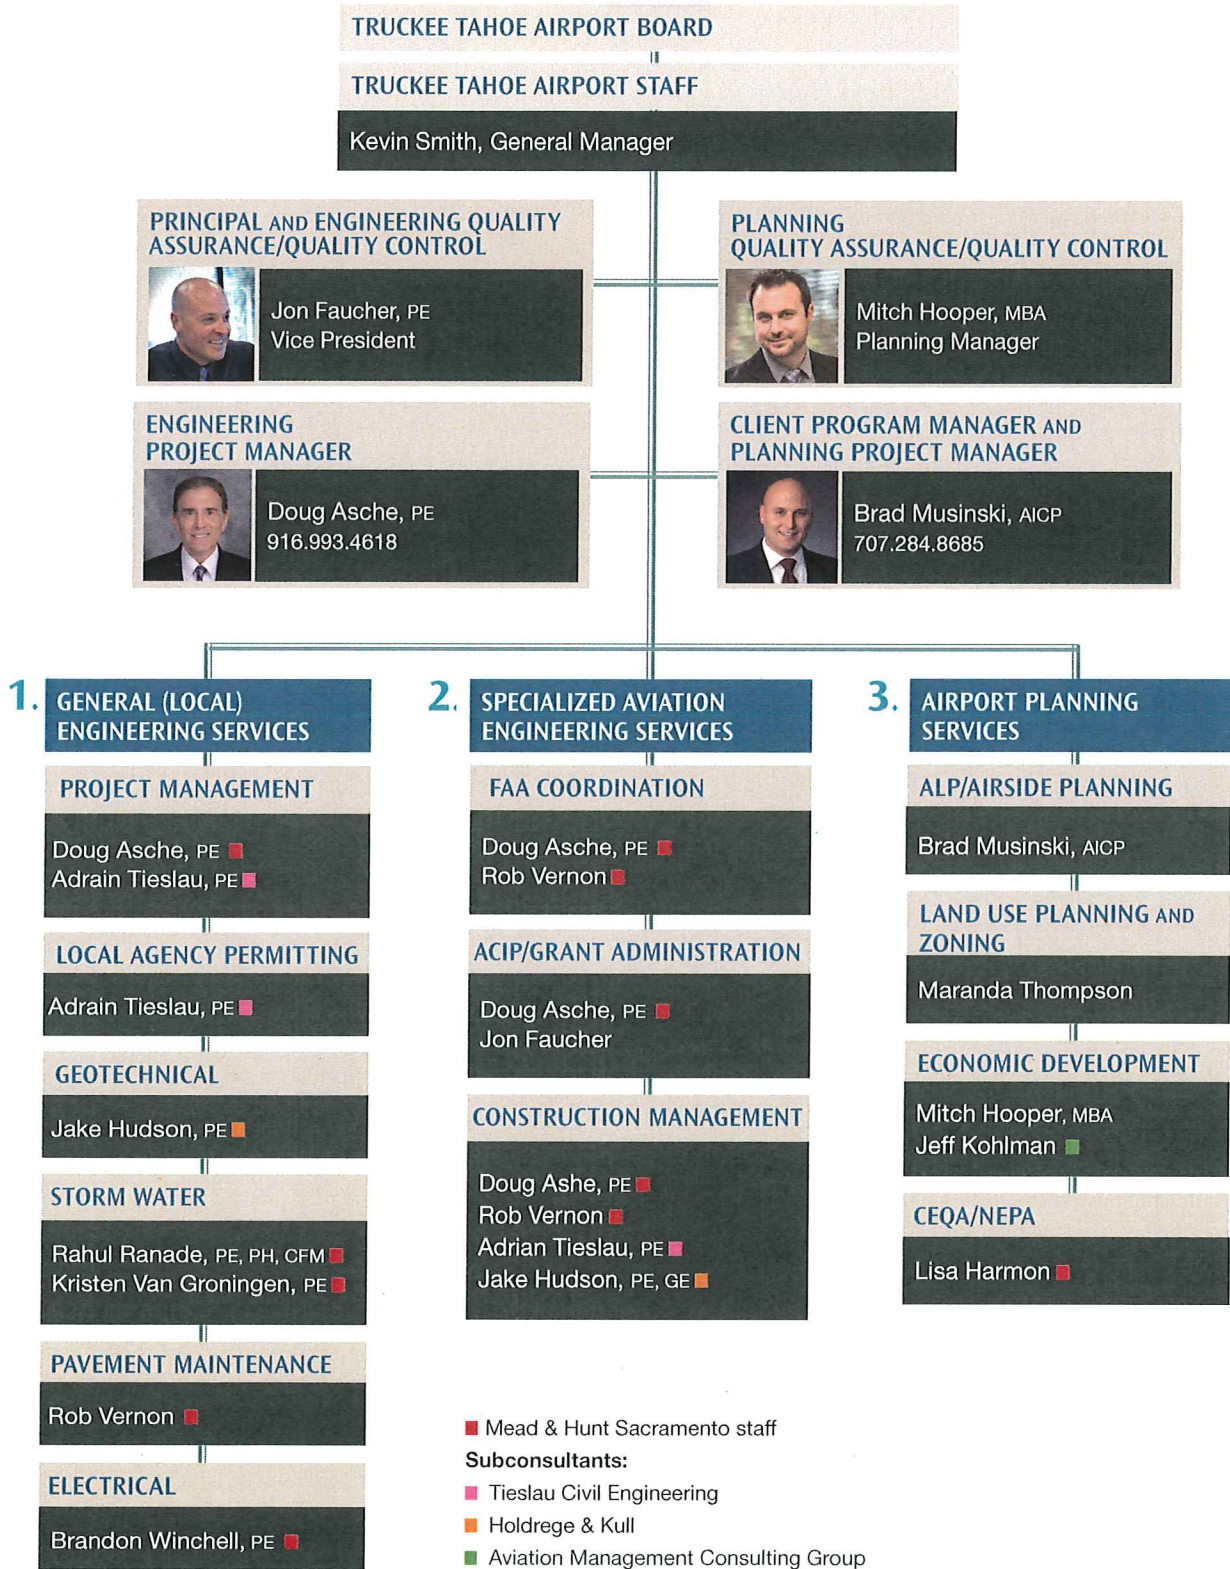 TRUCKEE TAHOE AIRPORT BOARD
TRUCKEE TAHOE AIRPORT STAFF
Kevin Smith, General Manager
PRINCIPAL AND ENGINEERING QUALITY
ASSURANCE/QUALITY CONTROL
Jon Faucher, PE
Vice President
PLANNING
QUALITY ASSURANCE/QUALITY CONTROL
Mitch Hooper, MBA
Planning Manager
ENGINEERING
PROJECT MANAGER
Doug Asche, PE
916.993.4618
CLIENT PROGRAM MANAGER AND
PLANNING PROJECT MANAGER
Brad Musinski, AICP
707.284.8685
1. GENERAL (LOCAL)
ENGINEERING SERVICES
PROJECT MANAGEMENT
Doug Asche, PE
Adrain Tieslau, PE
LOCAL AGENCY PERMITTING
Adrain Tieslau, PE
GEOTECHNICAL
Jake Hudson, PE
STORM WATER
Rahul Ranade, PE, PH, CFM
Kristen Van Groningen, PE
PAVEMENT MAINTENANCE
Rob Vernon
ELECTRICAL
Brandon Winchell, PE
2. SPECIALIZED AVIATION
ENGINEERING SERVICES
FAA COORDINATION
Doug Asche, PE
Rob Vernon
ACIP/GRANT ADMINISTRATION
Doug Asche, PE
Jon Faucher
CONSTRUCTION MANAGEMENT
Doug Ashe, PE
Rob Vernon
Adrian Tieslau, PE
Jake Hudson, PE, GE
3. AIRPORT PLANNING
SERVICES
ALP/AIRSIDE PLANNING
Brad Musinski, AICP
LAND USE PLANNING AND
ZONING
Maranda Thompson
ECONOMIC DEVELOPMENT
Mitch Hooper, MBA
Jeff Kohlman
CEQA/NEPA
Lisa Harmon
Mead & Hunt Sacramento staff
Subconsultants:
Tieslau Civil Engineering
Holdrege & Kull
Aviation Management Consulting Group